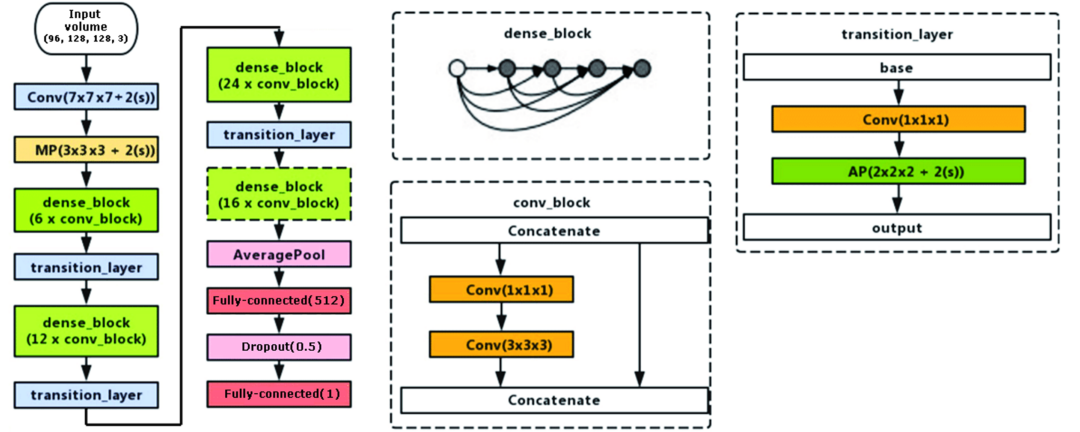 Input
volume
(96, 128, 128, 3)
Conv(7x7x7+2(s))
MP(3x3x3 + 2(s))
dense_block
(6 x conv_block)
transition_layer
dense_block
(12 x conv_block)
transition_layer
dense_block
(24 x conv_block)
transition_layer
dense_block
(16 x conv_block)
AveragePool
Fully-connected(512)
Dropout(0.5)
Fully-connected(1)
dense_block
conv_block
Concatenate
Conv(1x1x1)
Conv(3x3x3)
Concatenate
transition_layer
base
Conv(1x1x1)
AP(2x2x2 + 2(s))
output